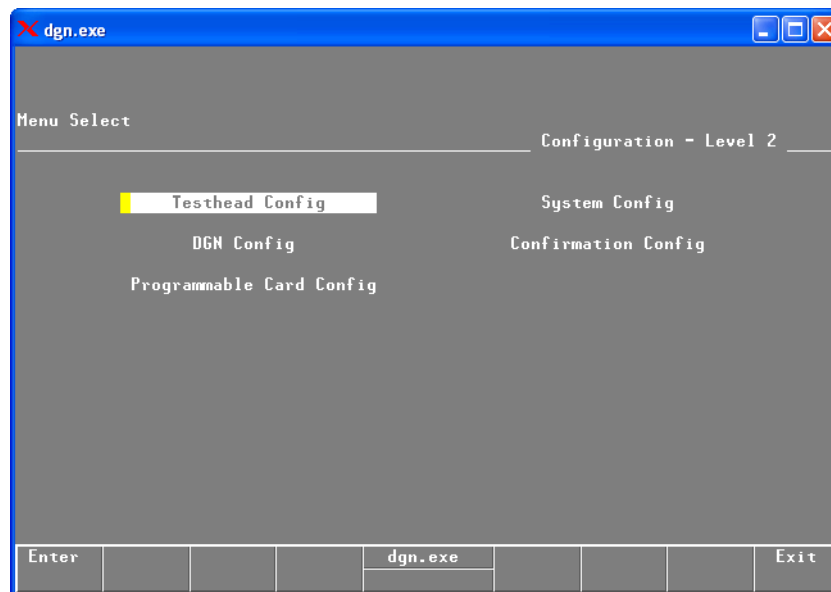 dgn.exe
Menu Select
Configuration - Level 2
Testhead Config System Config
DGN Config Confirmation Config
Programmable Card Config
Enter dgn.exe Exit